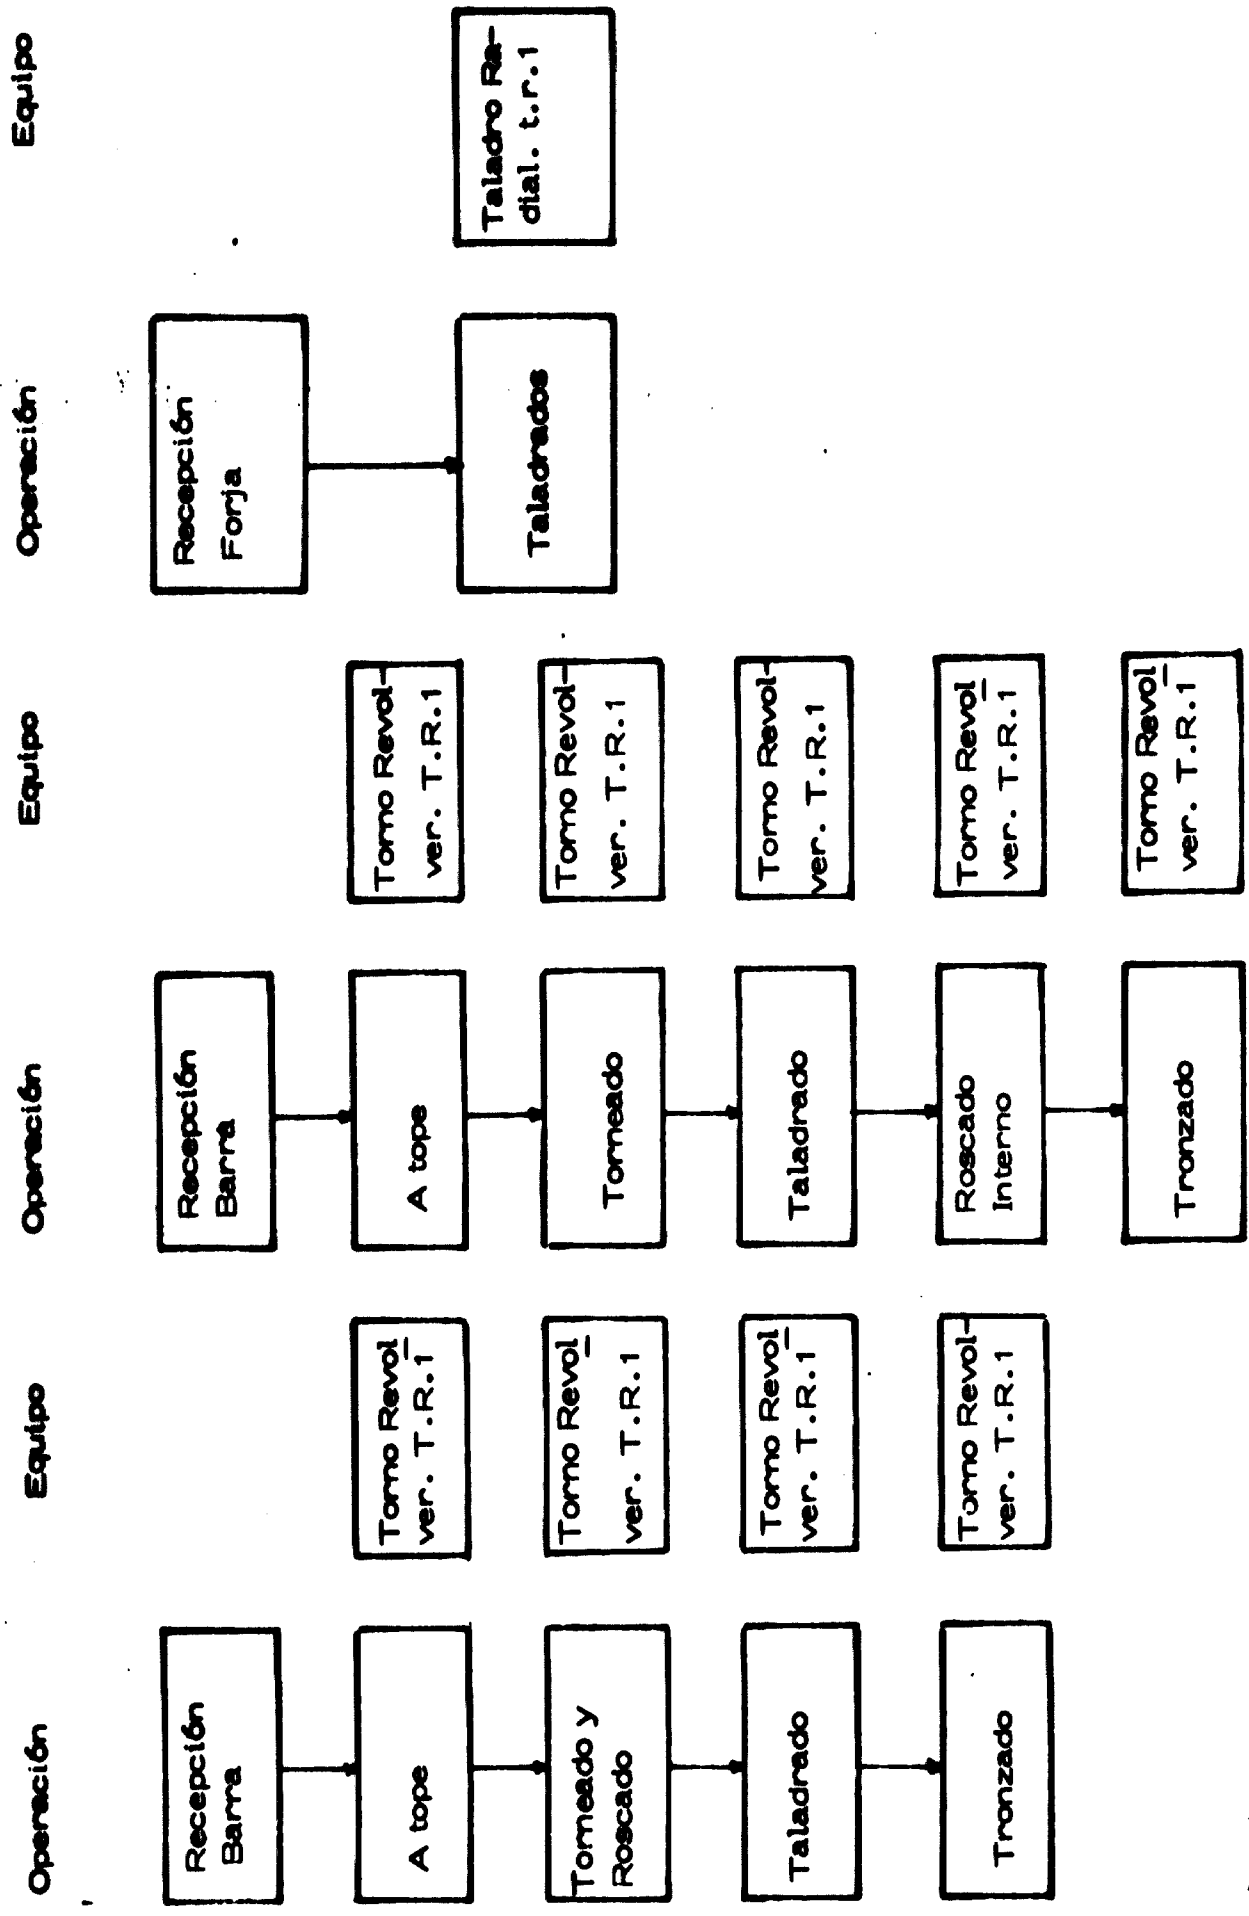 Operación
Equipo
Operación
Equipo
Operación
Equipo
Recepción
Barra
A tope
Torno Revol
ver. T.R.1
Torneado y
Roscado
Torno Revol
ver. T.R.1
Taladrado
Torno Revol
ver. T.R.1
Tronzado
Torno Revol-
ver. T.R.1
Recepción
Barra
A tope
Torno Revol-
ver. T.R.1
Torneado
Torno Revol-
ver. T.R.1
Taladrado
Torno Revol-
ver. T.R.1
Roscado
Interno
Torno Revol
ver. T.R.1
Tronzado
Torno Revol
ver. T.R.1
Recepción
Forja
Taladrados
Taladro Ra-
dial. t.r.1